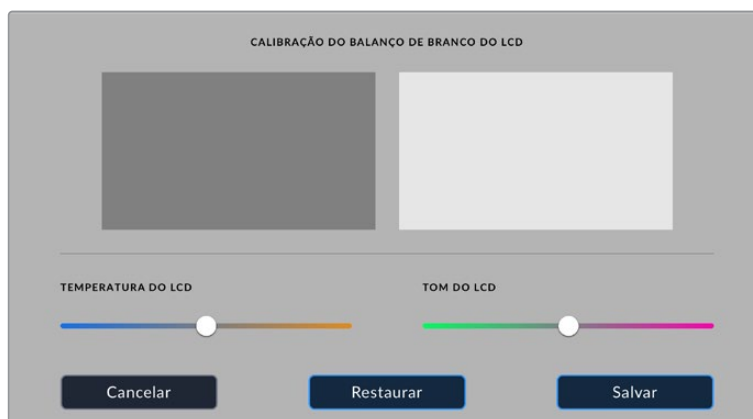 CALIBRAÇÃO DO BALANÇO DE BRANCO DO LCD
TEMPERATURA DO LCD
TOM DO LCD
Cancelar
Restaurar
Salvar